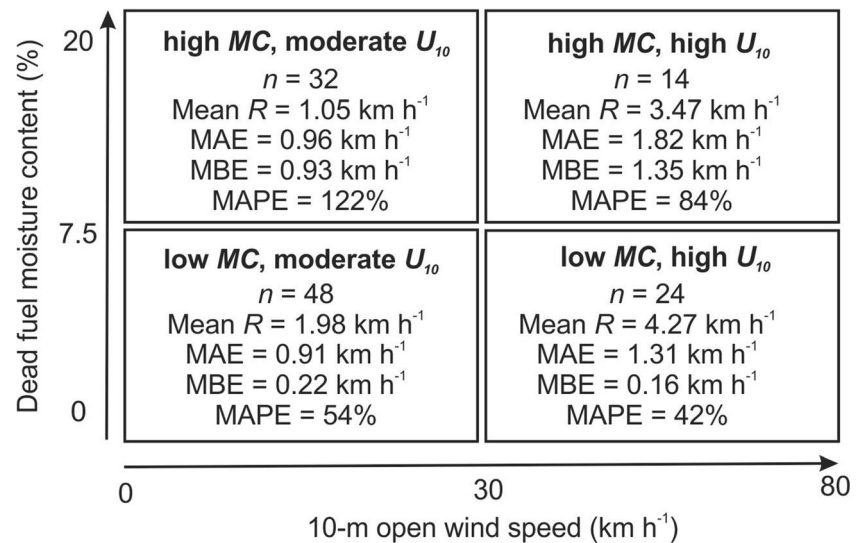 Dead fuel moisture content (%)
20
7.5
0
high MC, moderate U₁₀
n = 32
Mean R = 1.05 km h⁻¹
MAE = 0.96 km h⁻¹
MBE = 0.93 km h⁻¹
MAPE = 122%
high MC, high U₁₀
n = 14
Mean R = 3.47 km h⁻¹
MAE = 1.82 km h⁻¹
MBE = 1.35 km h⁻¹
MAPE = 84%
low MC, moderate U₁₀
n = 48
Mean R = 1.98 km h⁻¹
MAE = 0.91 km h⁻¹
MBE = 0.22 km h⁻¹
MAPE = 54%
low MC, high U₁₀
n = 24
Mean R = 4.27 km h⁻¹
MAE = 1.31 km h⁻¹
MBE = 0.16 km h⁻¹
MAPE = 42%
0
30
80
10-m open wind speed (km h⁻¹)